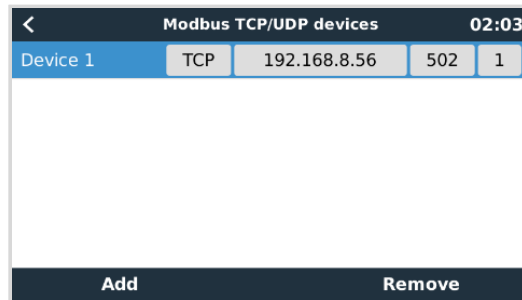 Modbus TCP/UDP devices 02:03
Device 1 TCP 192.168.8.56 502 1
Add Remove